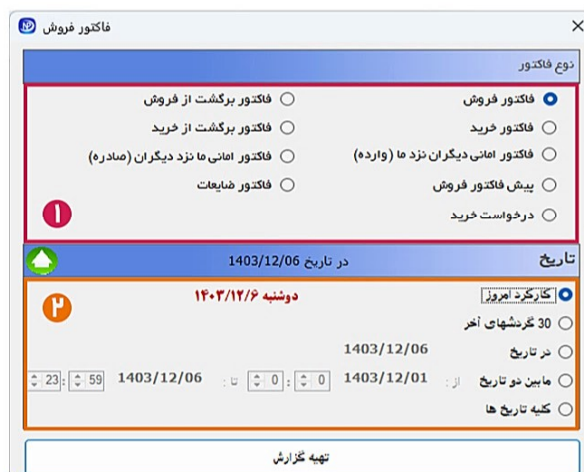 فاکتور فروش
نوع فاکتور
فاکتور فروش فاکتور برگشت از فروش
فاکتور خرید فاکتور برگشت از خرید
فاکتور امانی دیگران نزد ما (وارده) فاکتور امانی ما نزد دیگران (صادره)
پیش فاکتور فروش فاکتور ضایعات
درخواست خرید
۱
تاریخ در تاریخ 1403/12/06
کارکرد امروز دوشنبه ۱۴۰۳/۱۲/۶
۲
30 گردشهای آخر
در تاریخ 1403/12/06
مابین دو تاریخ از : 1403/12/01 0 : 0 تا : 1403/12/06 59 : 23
کلیه تاریخ ها
تهیه گزارش